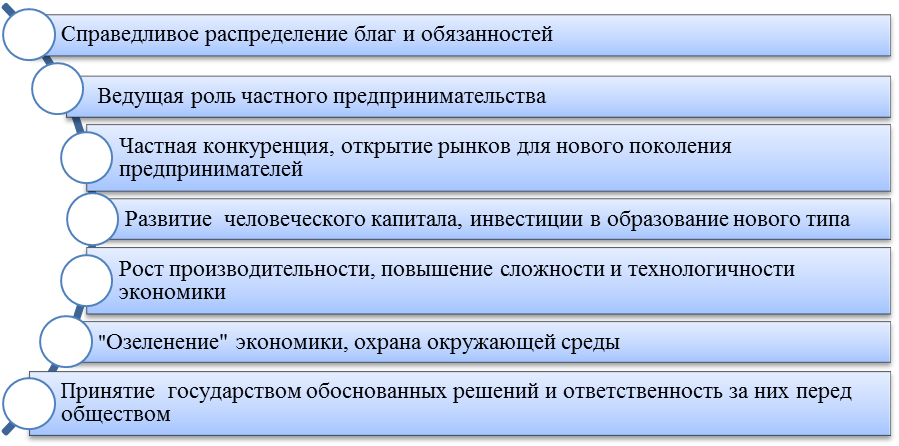 Справедливое распределение благ и обязанностей
Ведущая роль частного предпринимательства
Частная конкуренция, открытие рынков для нового поколения
предпринимателей
Развитие  человеческого капитала, инвестиции в образование нового типа
Рост производительности, повышение сложности и технологичности
экономики
"Озеленение" экономики, охрана окружающей среды
Принятие  государством обоснованных решений и ответственность за них перед
обществом